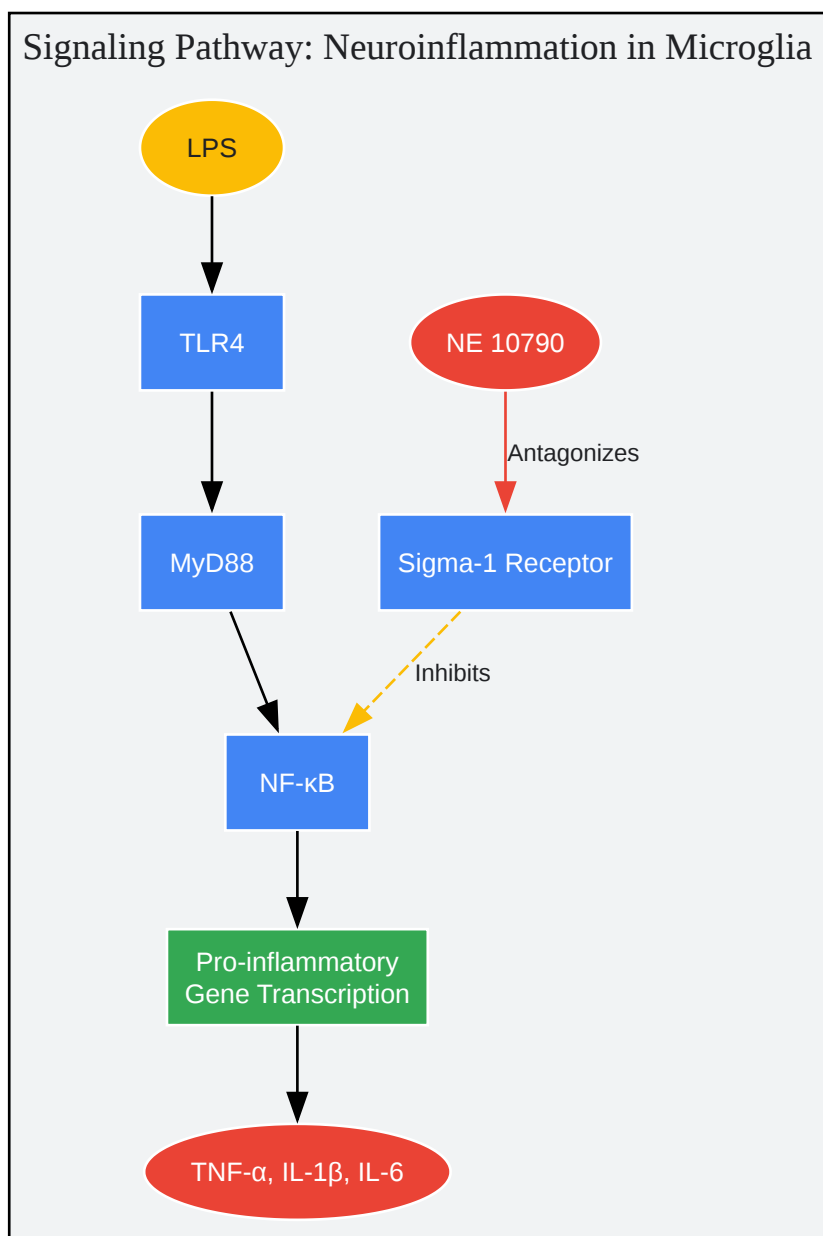 Signaling Pathway: Neuroinflammation in Microglia
LPS
TLR4
NE 10790
Antagonizes
MyD88
Sigma-1 Receptor
Inhibits
NF-κB
Pro-inflammatory
Gene Transcription
TNF-α, IL-1β, IL-6